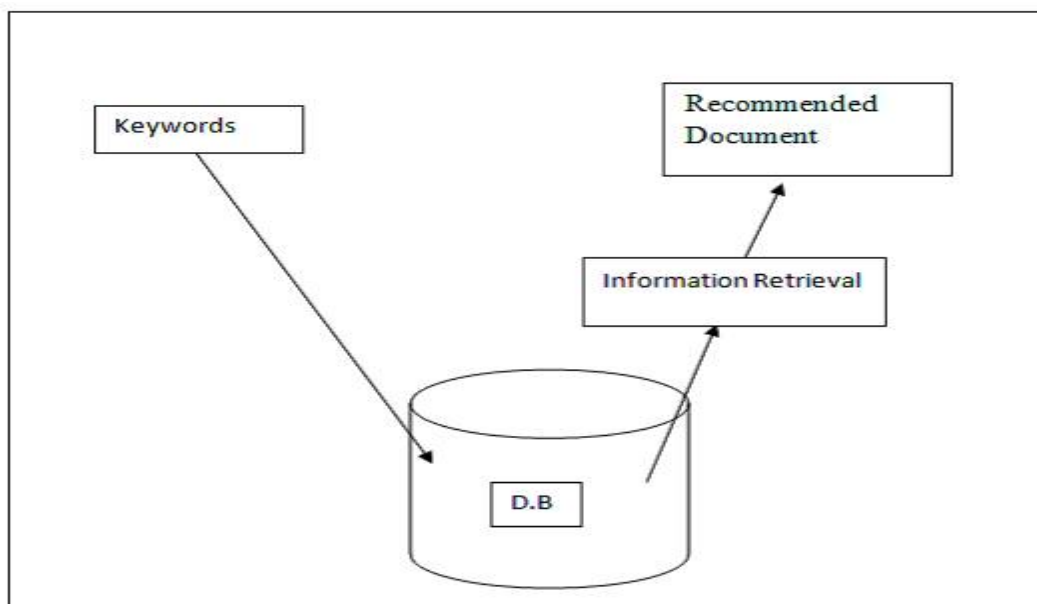 Keywords
Recommended
Document
Information Retrieval
D.B